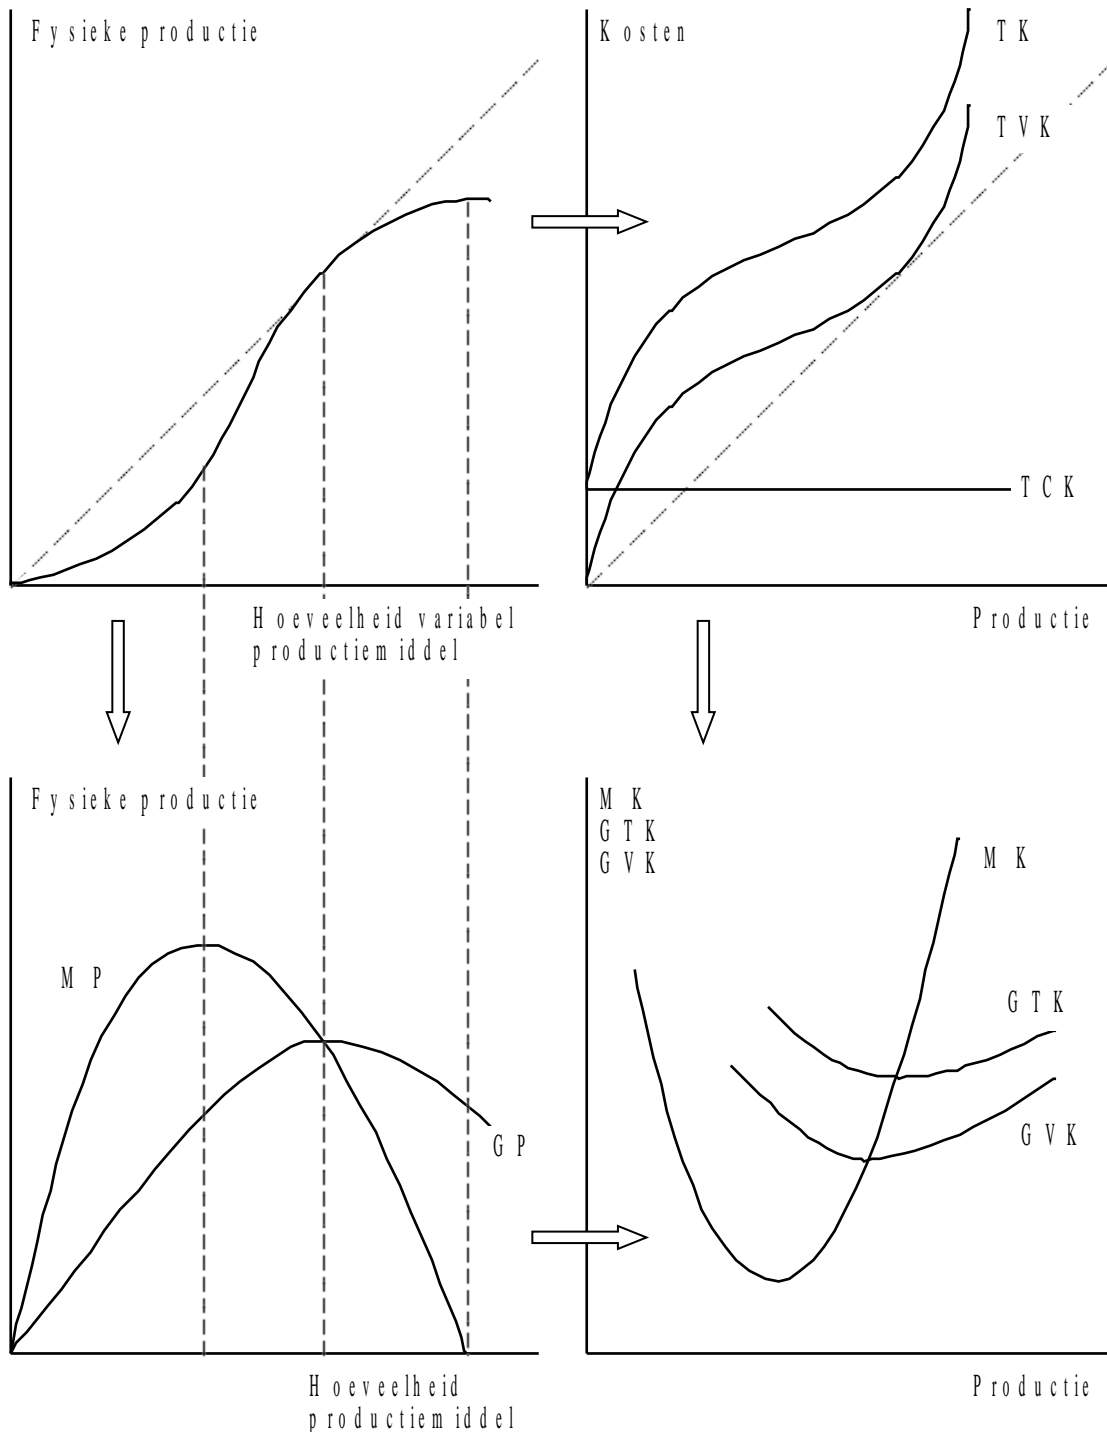 Fysieke productie
Hoeveelheid variabel
productiemiddel
Kosten
TK
TVK
TCK
Productie
Fysieke productie
MP
GP
Hoeveelheid
productiemiddel
MK
GTK
GVK
MK
GTK
GVK
Productie